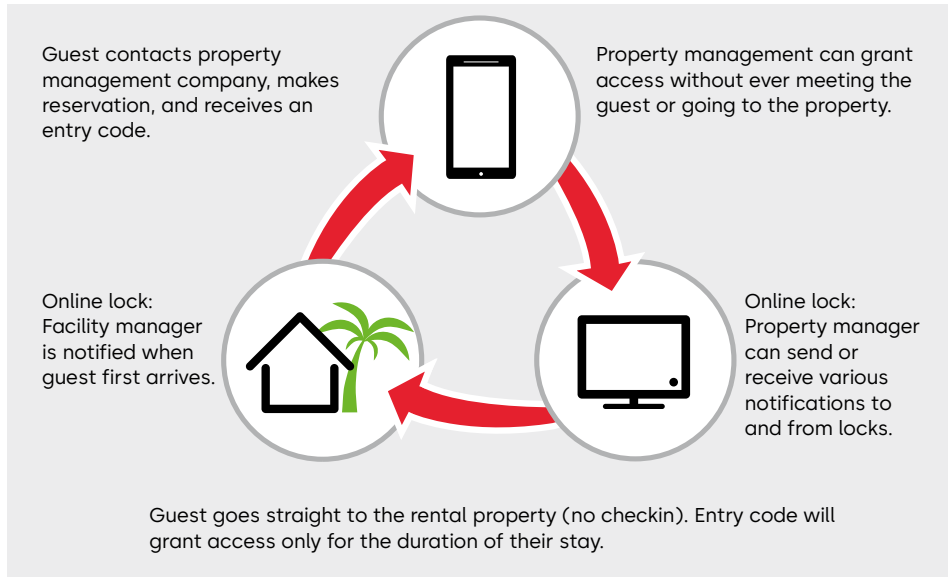 Guest contacts property
management company, makes
reservation, and receives an
entry code.
Property management can grant
access without ever meeting the
guest or going to the property.
Online lock:
Facility manager
is notified when
guest first arrives.
Online lock:
Property manager
can send or
receive various
notifications to
and from locks.
Guest goes straight to the rental property (no checkin). Entry code will
grant access only for the duration of their stay.